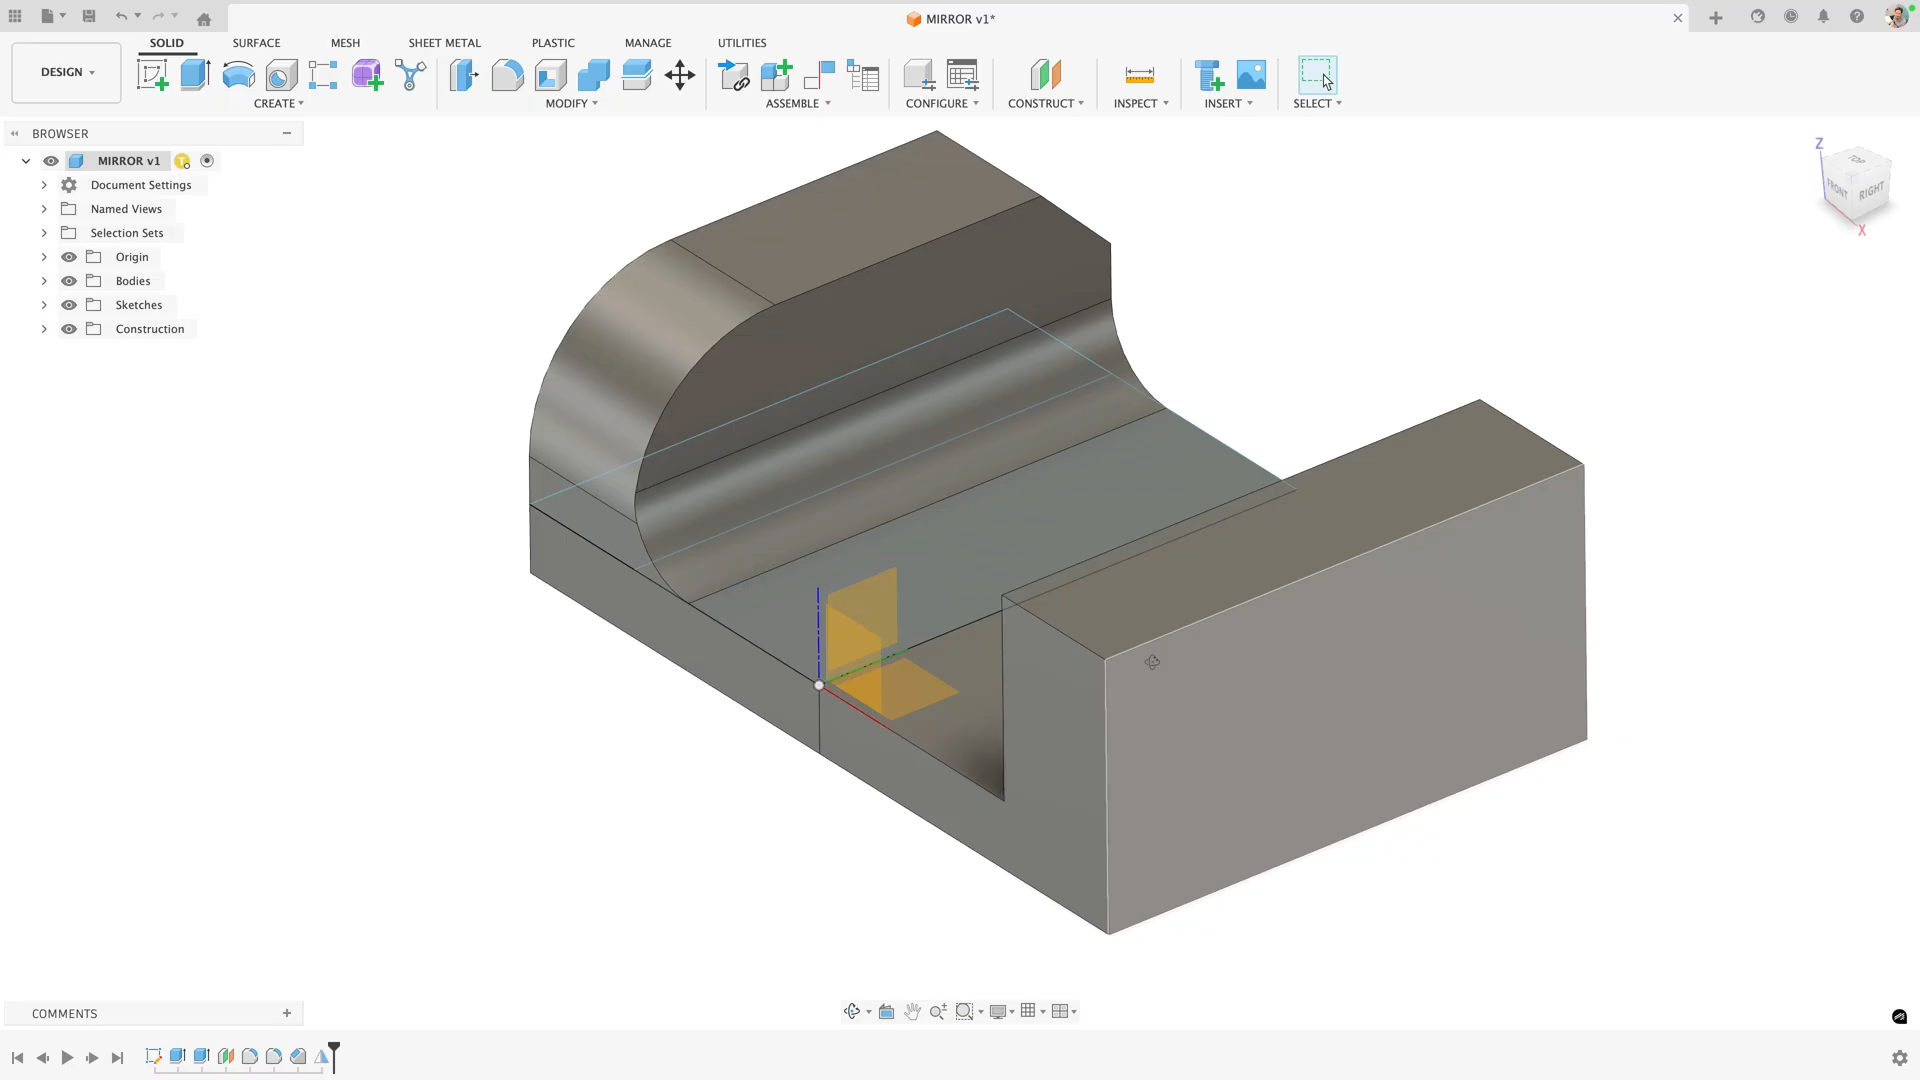 MIRROR v1*
DESIGN
SOLID SURFACE MESH SHEET METAL PLASTIC MANAGE UTILITIES
CREATE MODIFY ASSEMBLE CONFIGURE CONSTRUCT INSPECT INSERT SELECT
BROWSER
MIRROR v1
Document Settings
Named Views
Selection Sets
Origin
Bodies
Sketches
Construction
Z
TOP
FRONT RIGHT
X
COMMENTS